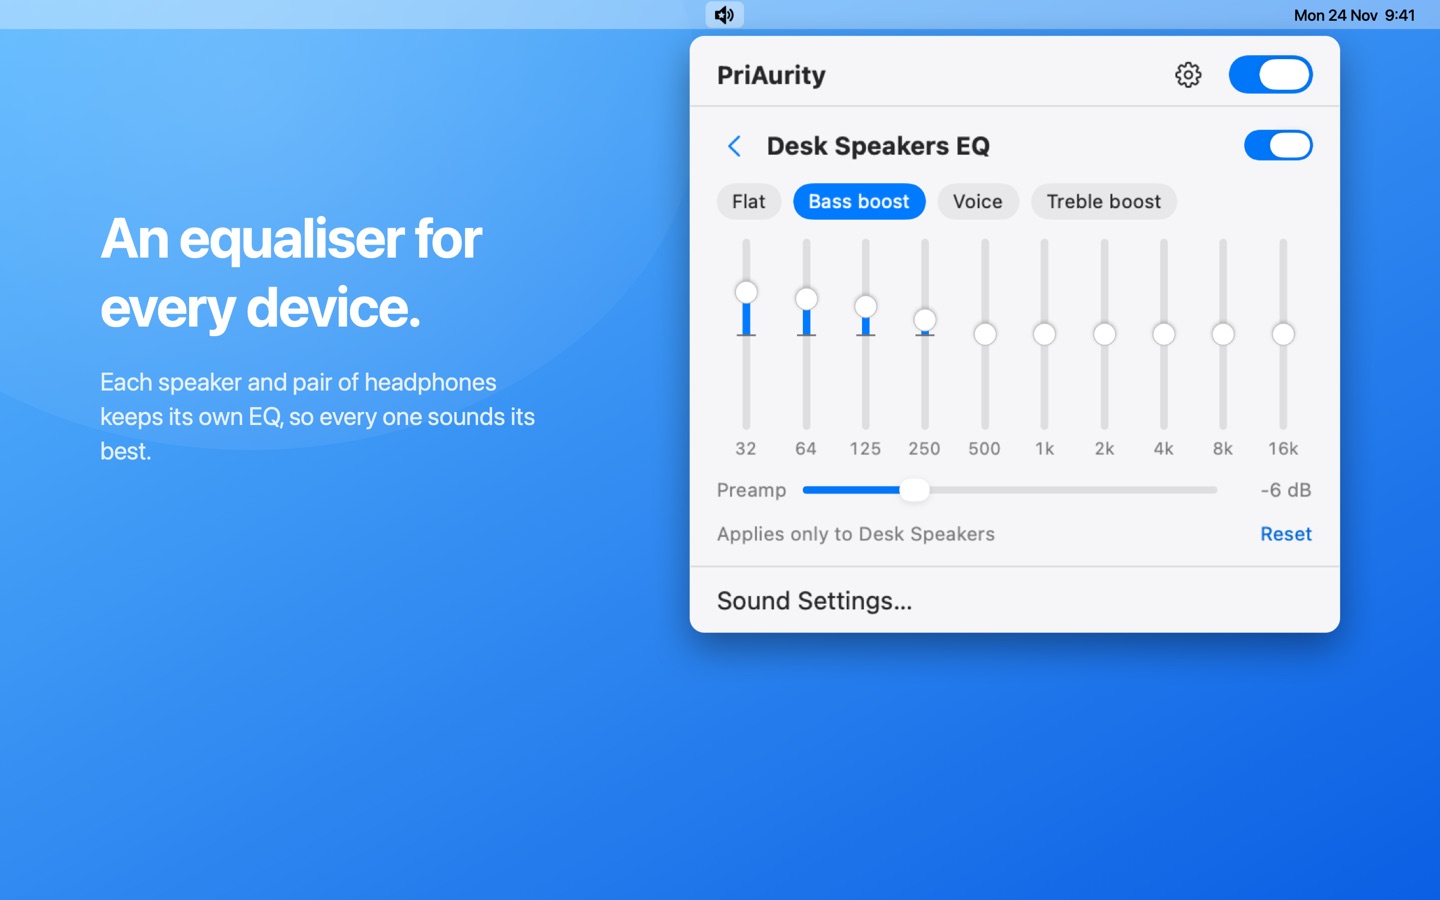 Mon 24 Nov 9:41
An equaliser for
every device.
Each speaker and pair of headphones
keeps its own EQ, so every one sounds its
best.
PriAurity
Desk Speakers EQ
Flat Bass boost Voice Treble boost
32 64 125 250 500 1k 2k 4k 8k 16k
Preamp -6 dB
Applies only to Desk Speakers Reset
Sound Settings...